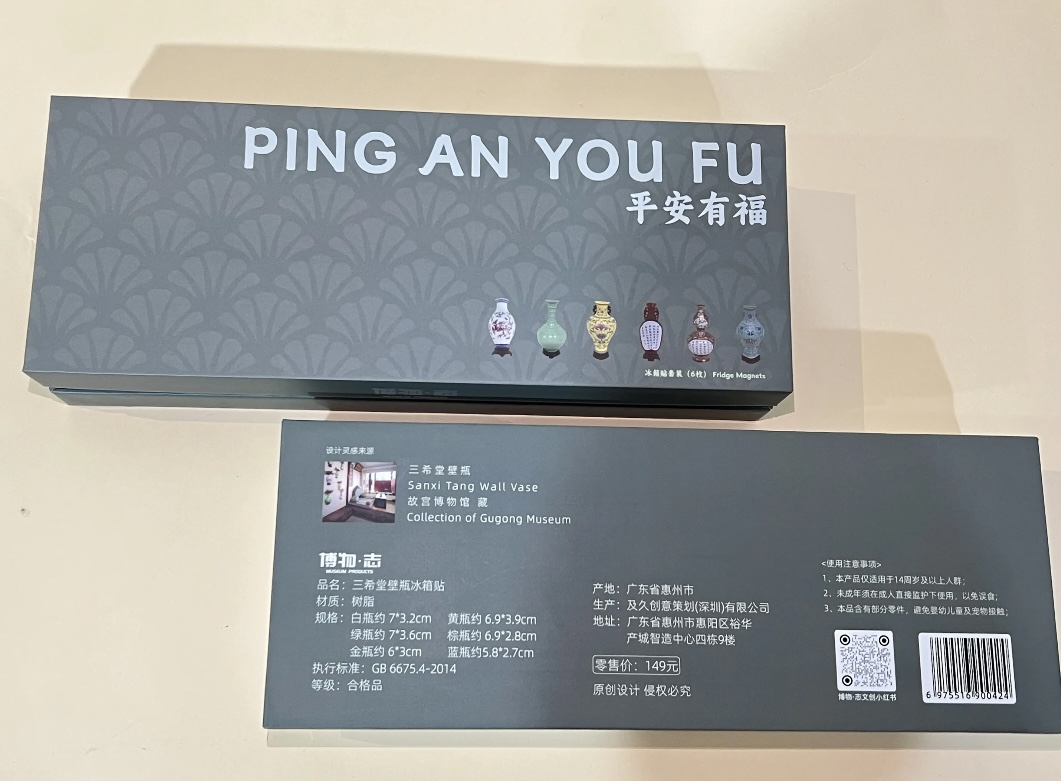 PING AN YOU FU
平安有福
冰箱贴套装（6枚） Fridge Magnets
设计灵感来源
三希堂壁瓶
Sanxi Tang Wall Vase
故宫博物馆 藏
Collection of Gugong Museum
博物·志
MUSEUM PRODUCTS
品名：三希堂壁瓶冰箱贴
材质：树脂
规格：白瓶约 7*3.2cm 黄瓶约 6.9*3.9cm
绿瓶约 7*3.6cm 棕瓶约 6.9*2.8cm
金瓶约 6*3cm 蓝瓶约5.8*2.7cm
执行标准：GB 6675.4-2014
等级：合格品
产地：广东省惠州市
生产：及久创意策划(深圳)有限公司
地址：广东省惠州市惠阳区裕华
产城智造中心四栋9楼
零售价：149元
原创设计 侵权必究
<使用注意事项>
1、本产品仅适用于14周岁及以上人群；
2、未成年须在成人直接监护下使用，以免误食；
3、本品含有部分零件，避免婴幼儿童及宠物接触；
博物·志文创小红书
6 975516 900424